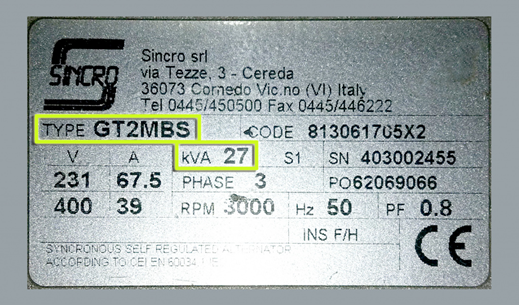 SINCRO
Sincro srl
via Tezze, 3 - Cereda
36073 Cornedo Vic.no (VI) Italy
Tel 0445/450500 Fax 0445/446222
TYPE GT2MBS CODE 813061765X2
V A kVA 27 S1 SN 403002455
231 67.5 PHASE 3 PO62069066
400 39 RPM 3000 Hz 50 PF 0.8
INS F/H
SYNCRONOUS SELF REGULATED ALTERNATOR
ACCORDING TO CEI EN 60034
CE